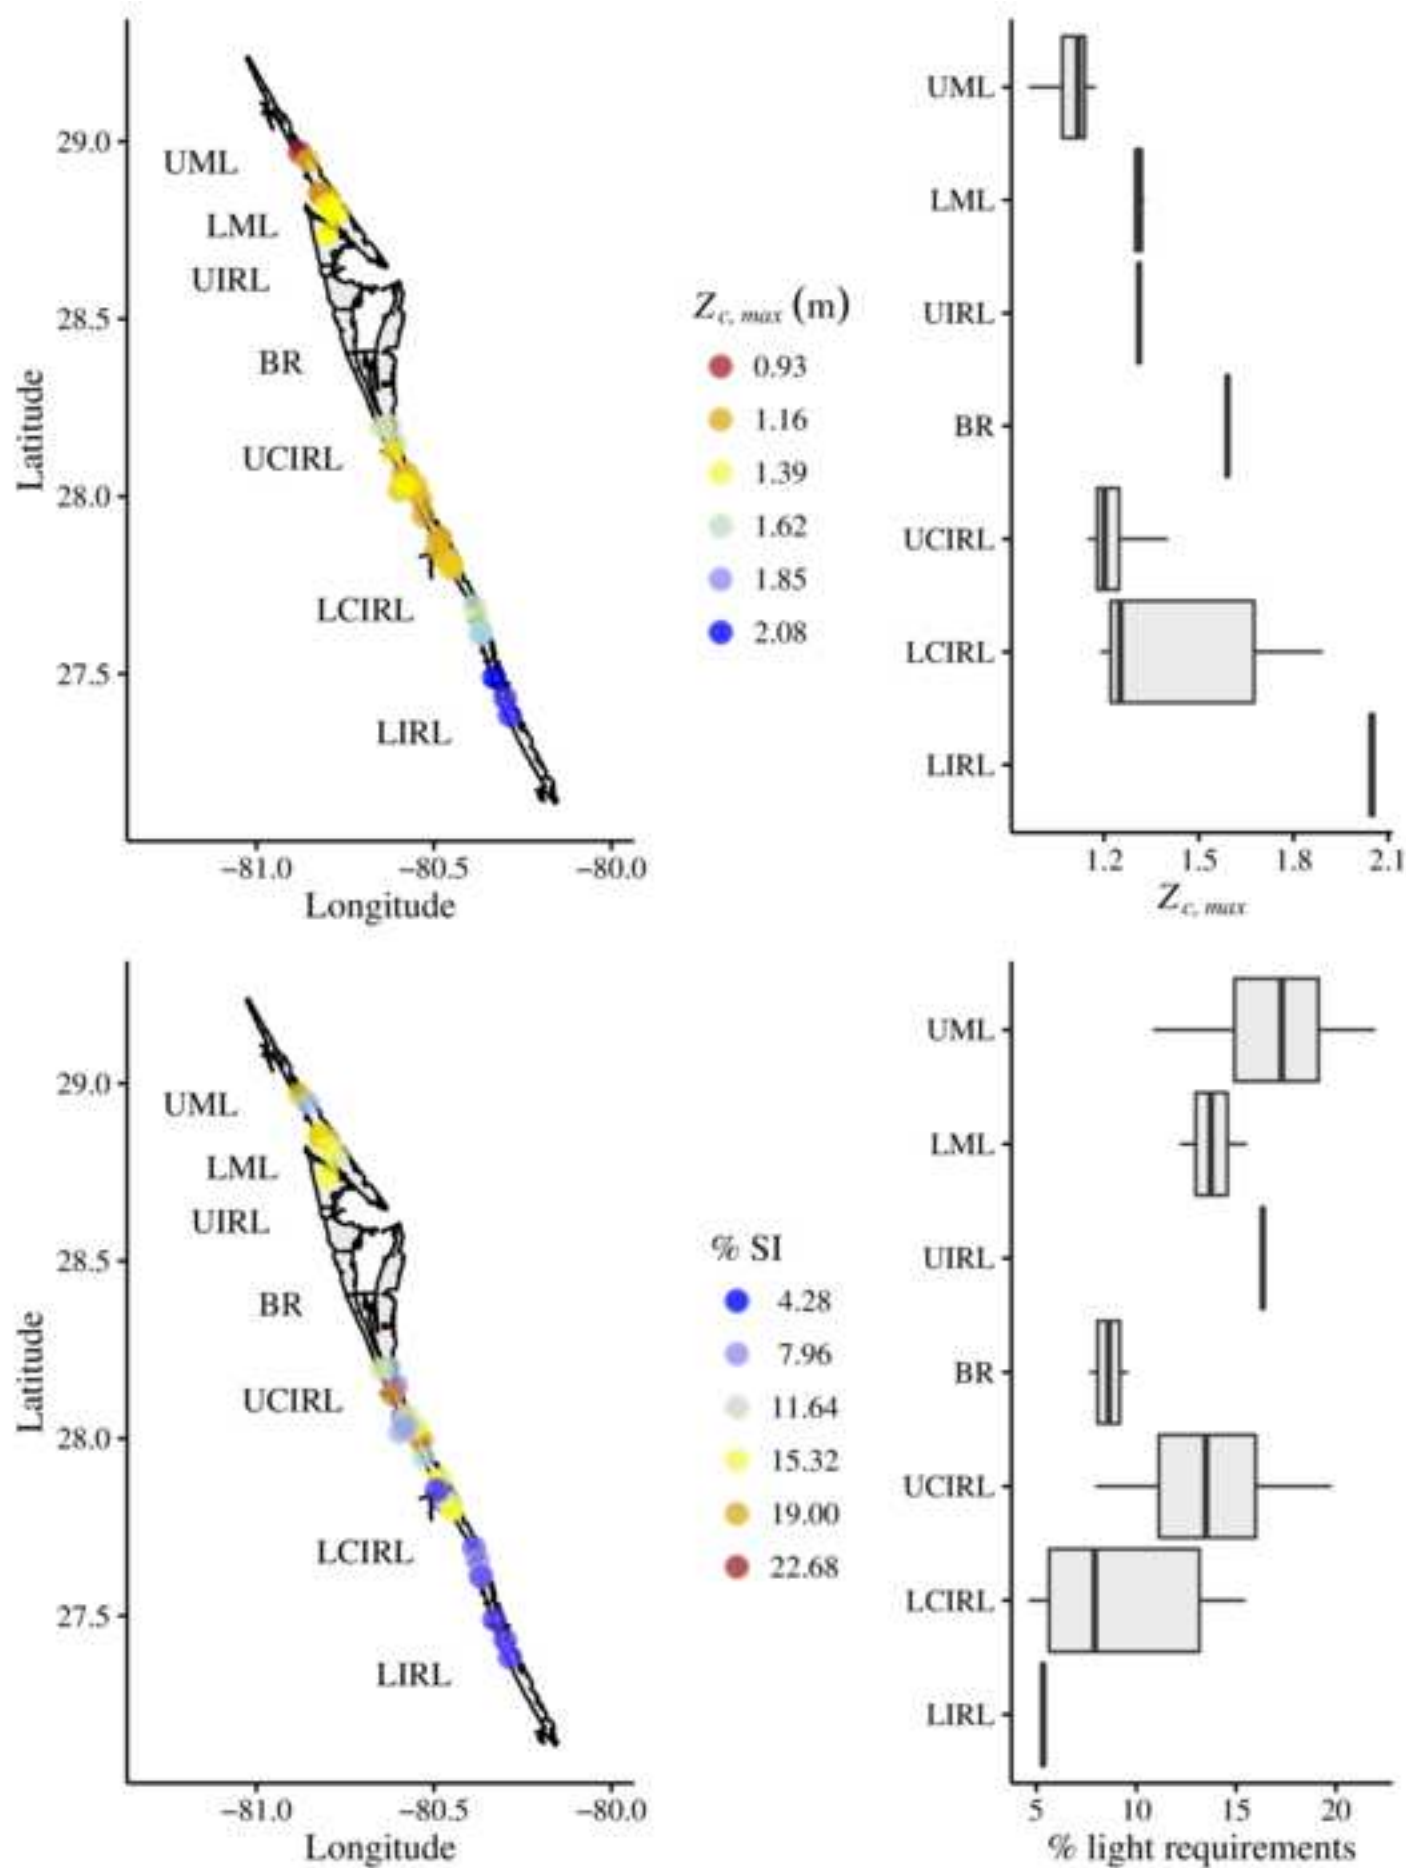 29.0
28.5
28.0
27.5
Latitude
UML
LML
UIRL
BR
UCIRL
LCIRL
LIRL
−81.0 −80.5 −80.0
Longitude
Zc, max (m)
0.93
1.16
1.39
1.62
1.85
2.08
UML
LML
UIRL
BR
UCIRL
LCIRL
LIRL
1.2 1.5 1.8 2.1
Zc, max
29.0
28.5
28.0
27.5
Latitude
UML
LML
UIRL
BR
UCIRL
LCIRL
LIRL
−81.0 −80.5 −80.0
Longitude
% SI
4.28
7.96
11.64
15.32
19.00
22.68
UML
LML
UIRL
BR
UCIRL
LCIRL
LIRL
5 10 15 20
% light requirements